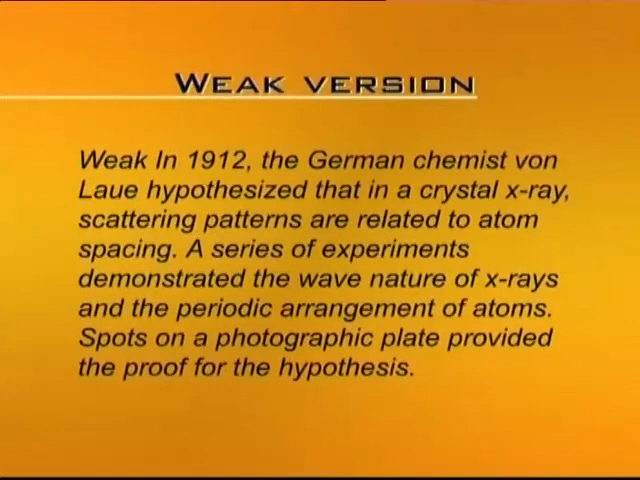 WEAK VERSION
Weak In 1912, the German chemist von
Laue hypothesized that in a crystal x-ray,
scattering patterns are related to atom
spacing. A series of experiments
demonstrated the wave nature of x-rays
and the periodic arrangement of atoms.
Spots on a photographic plate provided
the proof for the hypothesis.